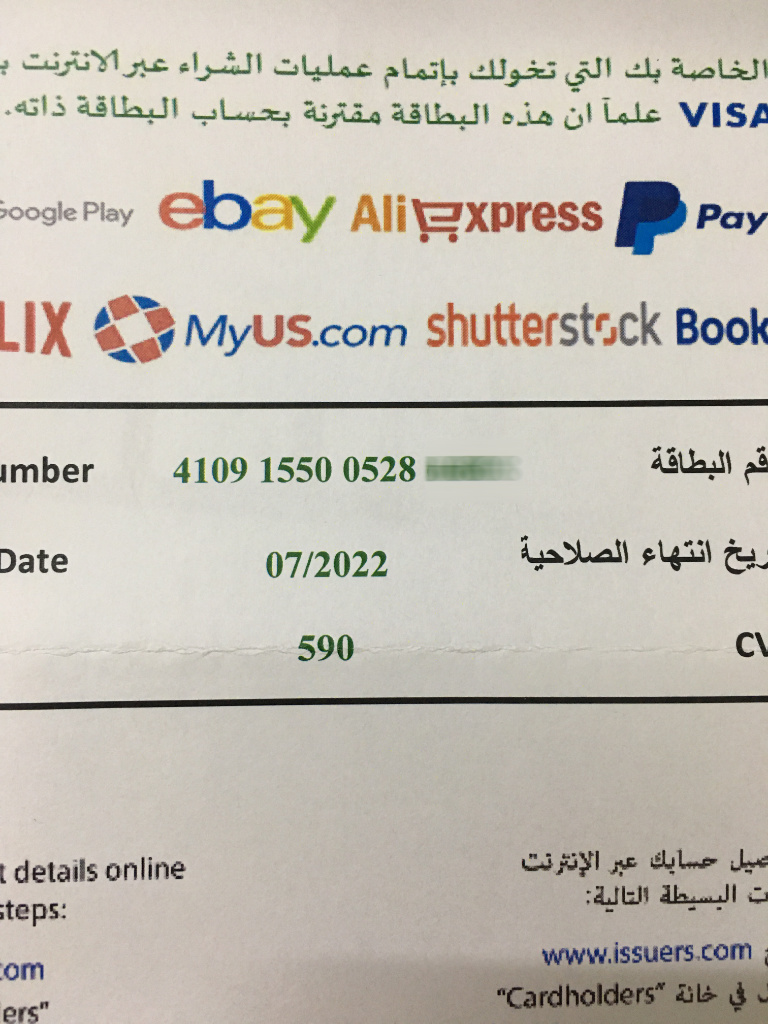 الخاصة بك التي تخولك بإتمام عمليات الشراء عبر الانترنت
VISA علماً ان هذه البطاقة مقترنة بحساب البطاقة ذاته.
Google Play ebay AliExpress Pay
LIX MyUS.com shutterstock Book
umber 4109 1550 0528 قم البطاقة
Date 07/2022 ريخ انتهاء الصلاحية
590 CV
t details online
steps:
com
ers"
صيل حسابك عبر الإنترنت
ت البسيطة التالية:
www.issuers.com
ل في خانة "Cardholders"